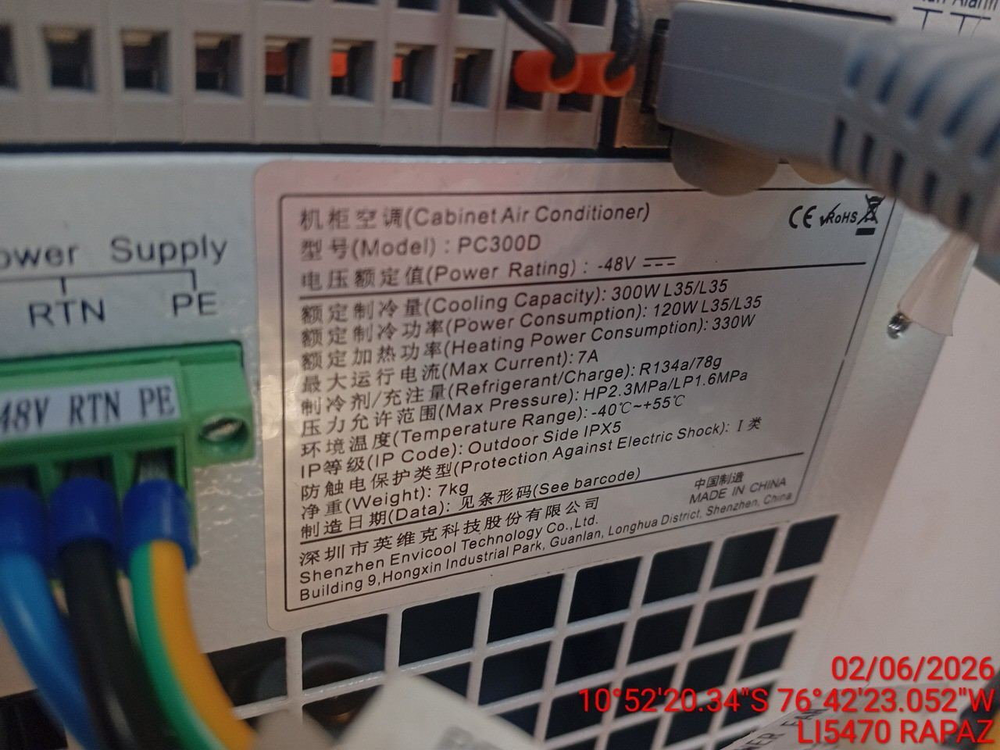 Alarm
Power Supply
RTN PE
48V RTN PE
机柜空调(Cabinet Air Conditioner)
CE RoHS
型号(Model) : PC300D
电压额定值(Power Rating) : -48V
额定制冷量(Cooling Capacity): 300W L35/L35
额定制冷功率(Power Consumption): 120W L35/L35
额定加热功率(Heating Power Consumption): 330W
最大运行电流(Max Current): 7A
制冷剂/充注量(Refrigerant/Charge): R134a/78g
压力允许范围(Max Pressure): HP2.3MPa/LP1.6MPa
环境温度(Temperature Range): -40℃~+55℃
IP等级(IP Code): Outdoor Side IPX5
防触电保护类型(Protection Against Electric Shock): I 类
净重(Weight): 7kg
制造日期(Data): 见条形码(See barcode)
中国制造
MADE IN CHINA
深圳市英维克科技股份有限公司
Shenzhen Envicool Technology Co.,Ltd.
Building 9,Hongxin Industrial Park, Guanlan, Longhua District, Shenzhen, China
02/06/2026
10°52'20.34"S 76°42'23.052"W
LI5470 RAPAZ